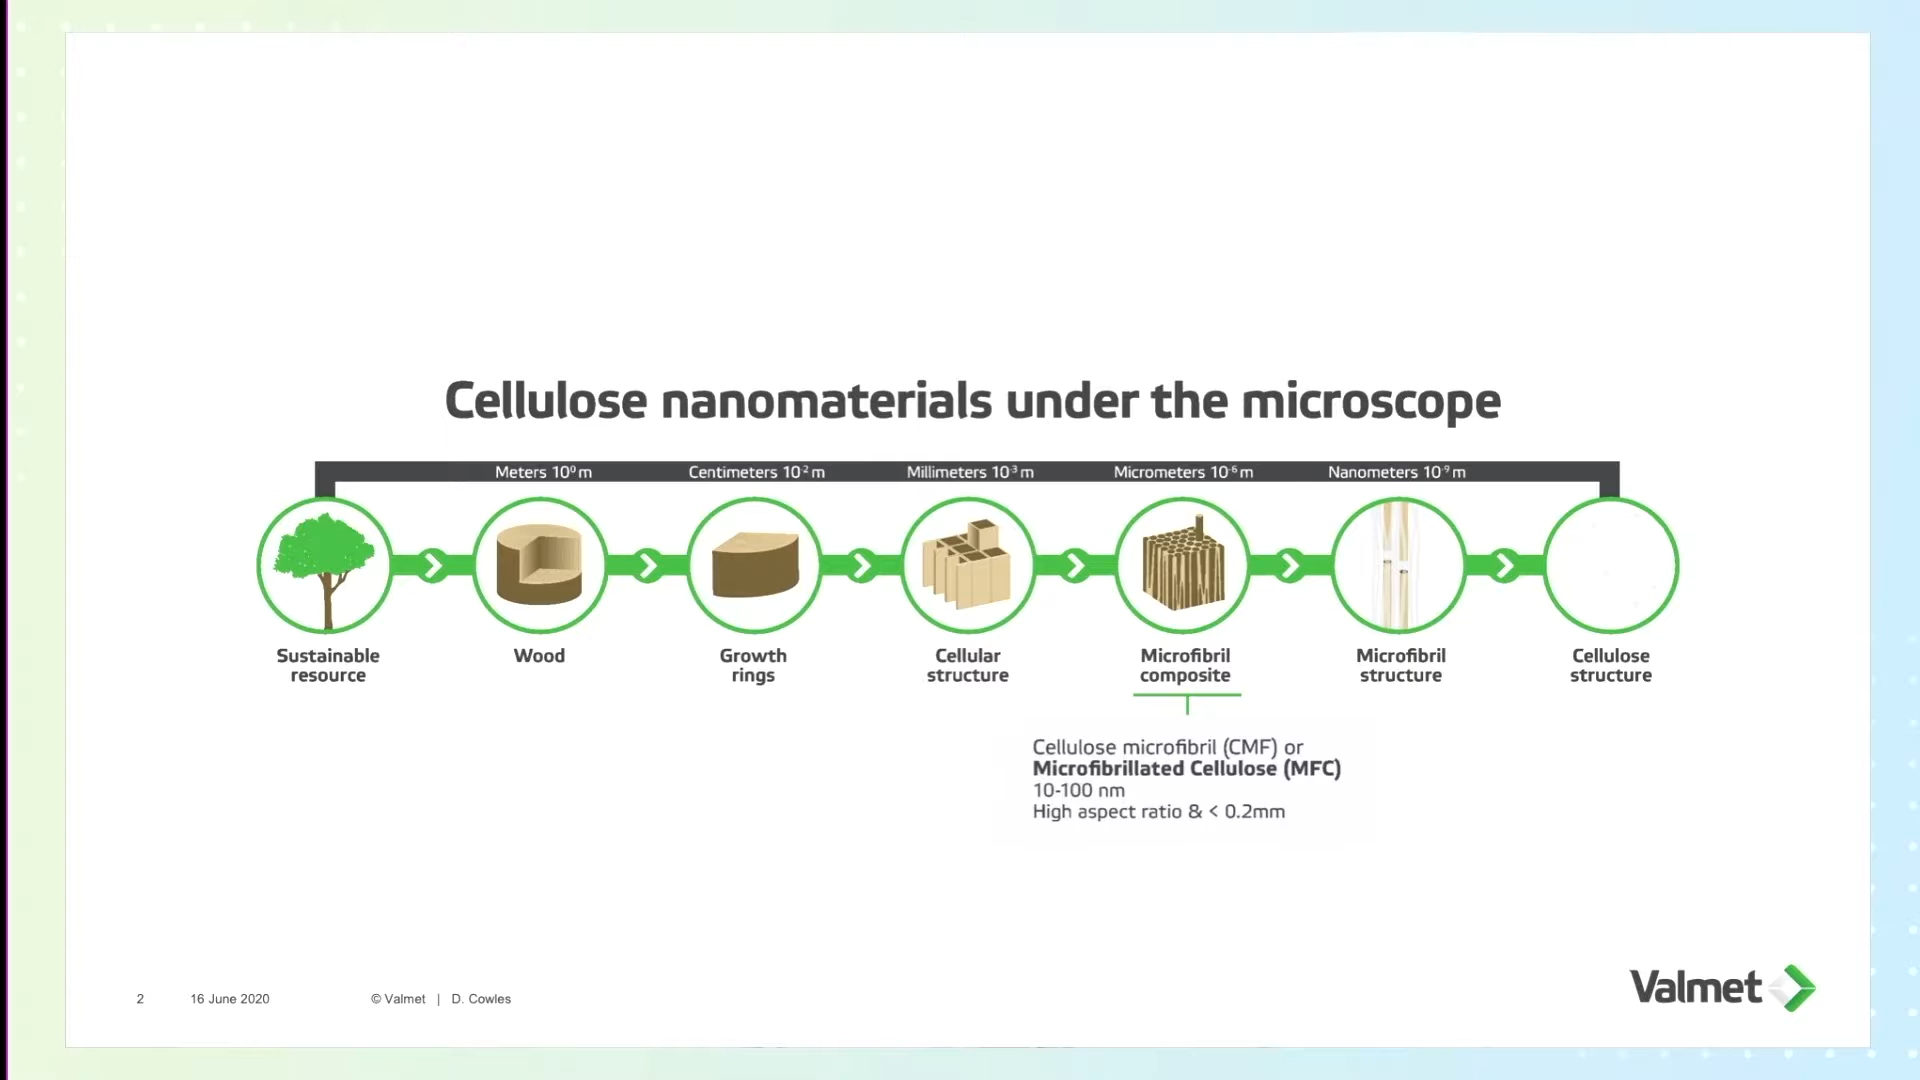 Cellulose nanomaterials under the microscope
Meters 10⁰ m
Centimeters 10⁻² m
Millimeters 10⁻³ m
Micrometers 10⁻⁶ m
Nanometers 10⁻⁹ m
Sustainable
resource
Wood
Growth
rings
Cellular
structure
Microfibril
composite
Microfibril
structure
Cellulose
structure
Cellulose microfibril (CMF) or
Microfibrillated Cellulose (MFC)
10-100 nm
High aspect ratio & < 0.2mm
2
16 June 2020
© Valmet | D. Cowles
Valmet